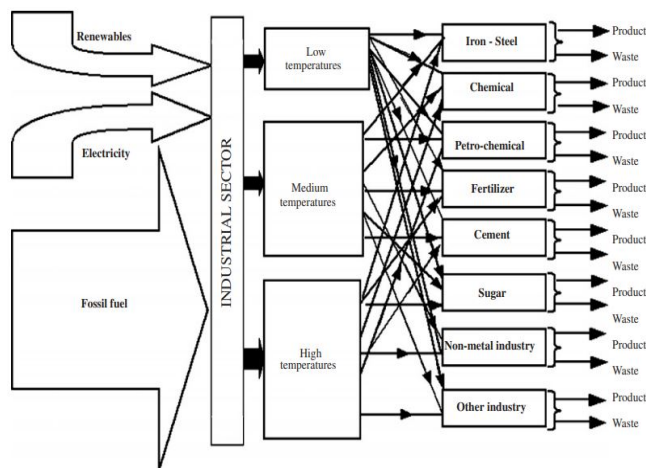 Renewables
Electricity
Fossil fuel
INDUSTRIAL SECTOR
Low
temperatures
Medium
temperatures
High
temperatures
Iron - Steel
Chemical
Petro-chemical
Fertilizer
Cement
Sugar
Non-metal industry
Other industry
Product
Waste
Product
Waste
Product
Waste
Product
Waste
Product
Waste
Product
Waste
Product
Waste
Product
Waste